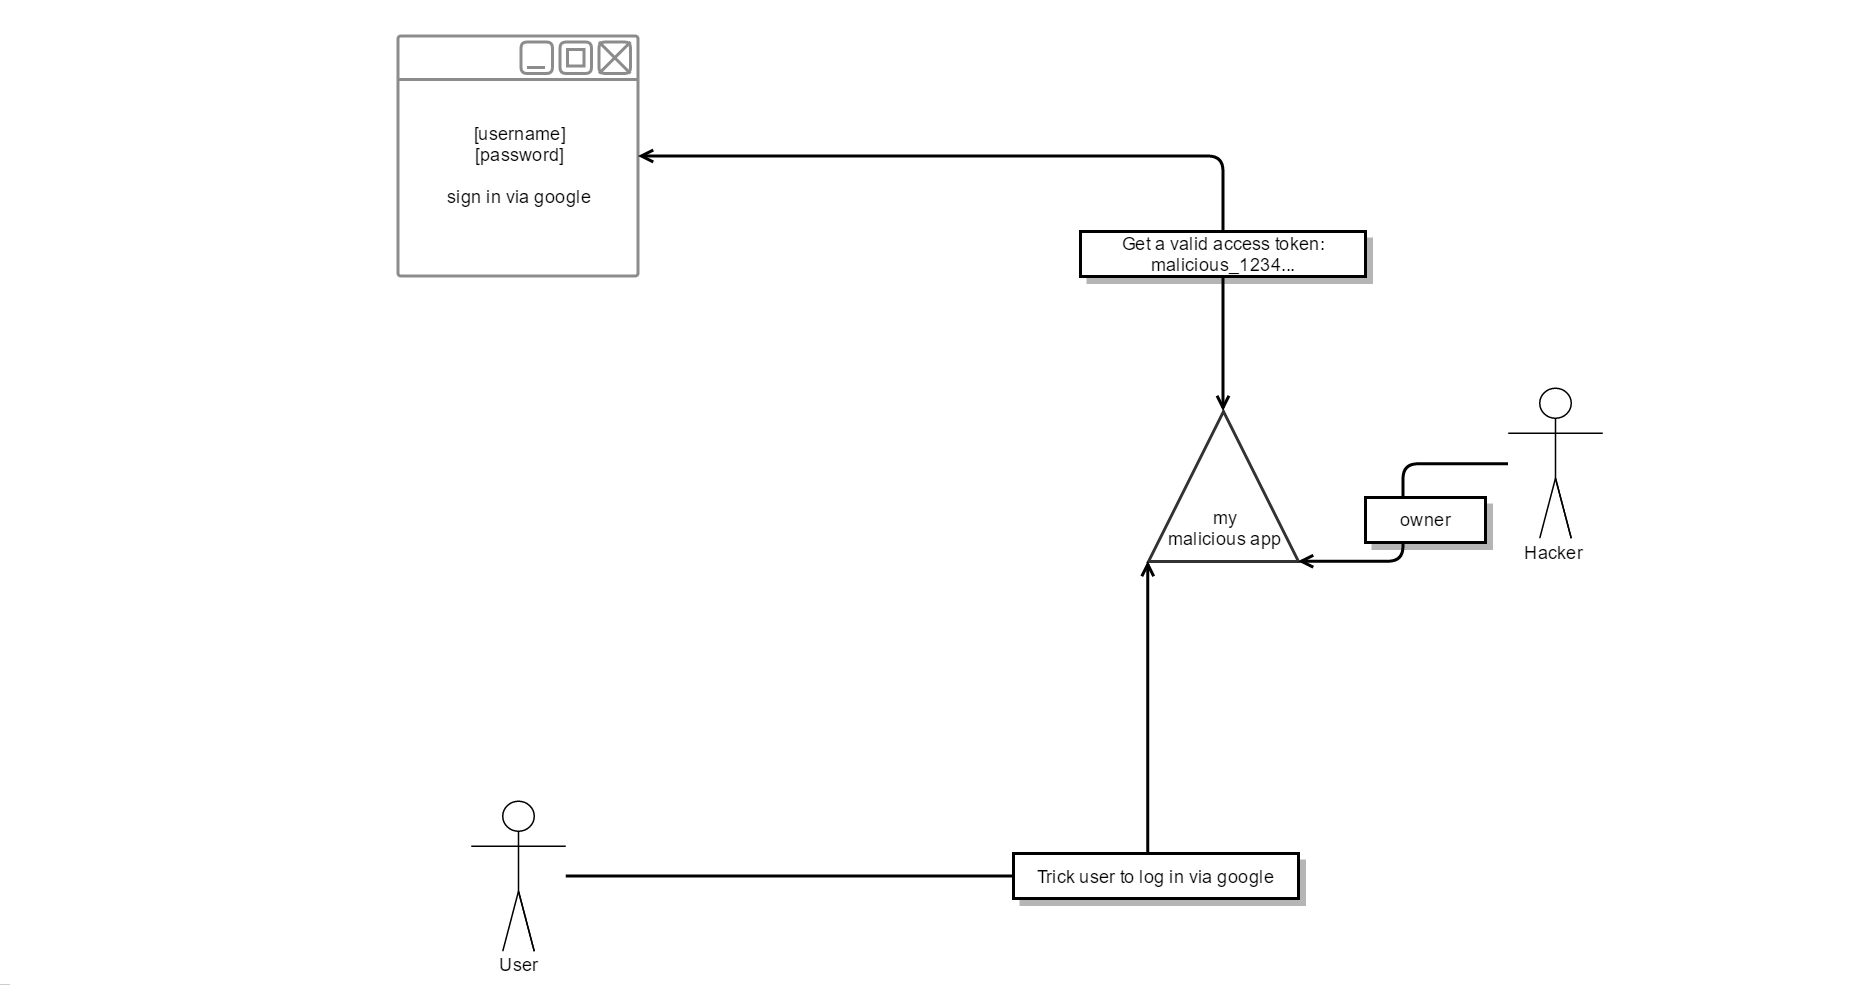 [username]
[password]
sign in via google
Get a valid access token:
malicious_1234...
my
malicious app
owner
Hacker
Trick user to log in via google
User